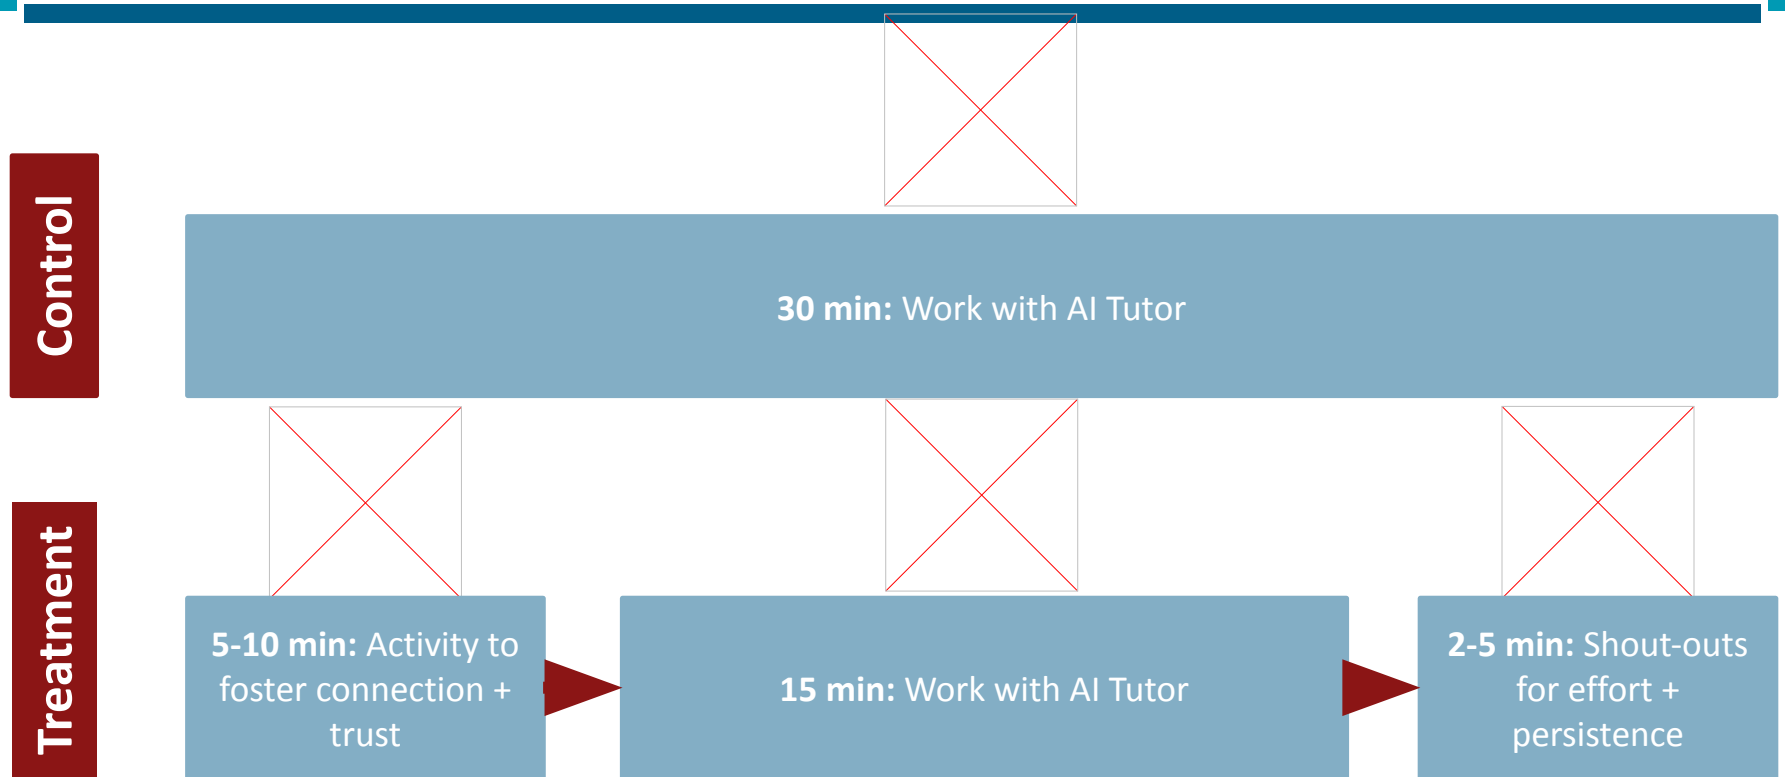 Control
30 min: Work with AI Tutor
Treatment
5-10 min: Activity to
foster connection +
trust
15 min: Work with AI Tutor
2-5 min: Shout-outs
for effort +
persistence